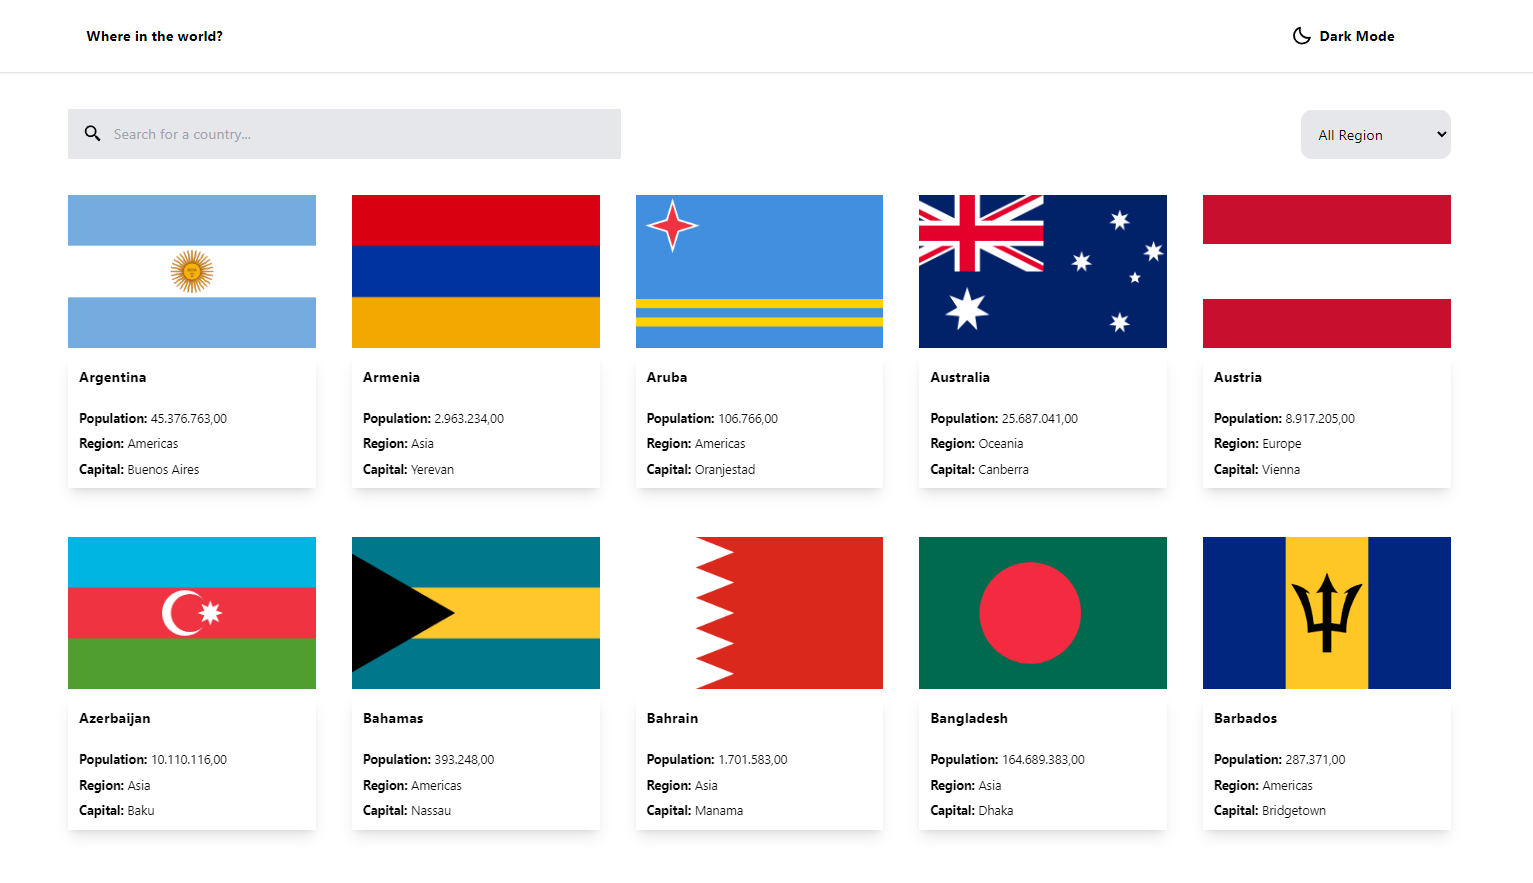 Where in the world?
Dark Mode
Search for a country...
All Region
Argentina
Population: 45.376.763,00
Region: Americas
Capital: Buenos Aires
Armenia
Population: 2.963.234,00
Region: Asia
Capital: Yerevan
Aruba
Population: 106.766,00
Region: Americas
Capital: Oranjestad
Australia
Population: 25.687.041,00
Region: Oceania
Capital: Canberra
Austria
Population: 8.917.205,00
Region: Europe
Capital: Vienna
Azerbaijan
Population: 10.110.116,00
Region: Asia
Capital: Baku
Bahamas
Population: 393.248,00
Region: Americas
Capital: Nassau
Bahrain
Population: 1.701.583,00
Region: Asia
Capital: Manama
Bangladesh
Population: 164.689.383,00
Region: Asia
Capital: Dhaka
Barbados
Population: 287.371,00
Region: Americas
Capital: Bridgetown